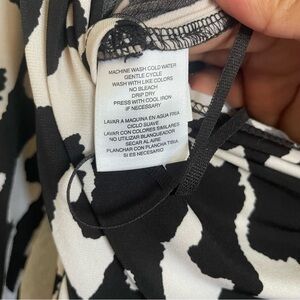 MACHINE WASH COLD WATER
GENTLE CYCLE
WASH WITH LIKE COLORS
NO BLEACH
DRIP DRY
PRESS WITH COOL IRON
IF NECESSARY
LAVAR A MAQUINA EN AGUA FRIA
CICLO SUAVE
LAVAR CON COLORES SIMILARES
NO UTILIZAR BLANQUADOR
SECAR AL AIRE
PLANCHAR CON PLANCHA TIBIA
SI ES NECESARIO